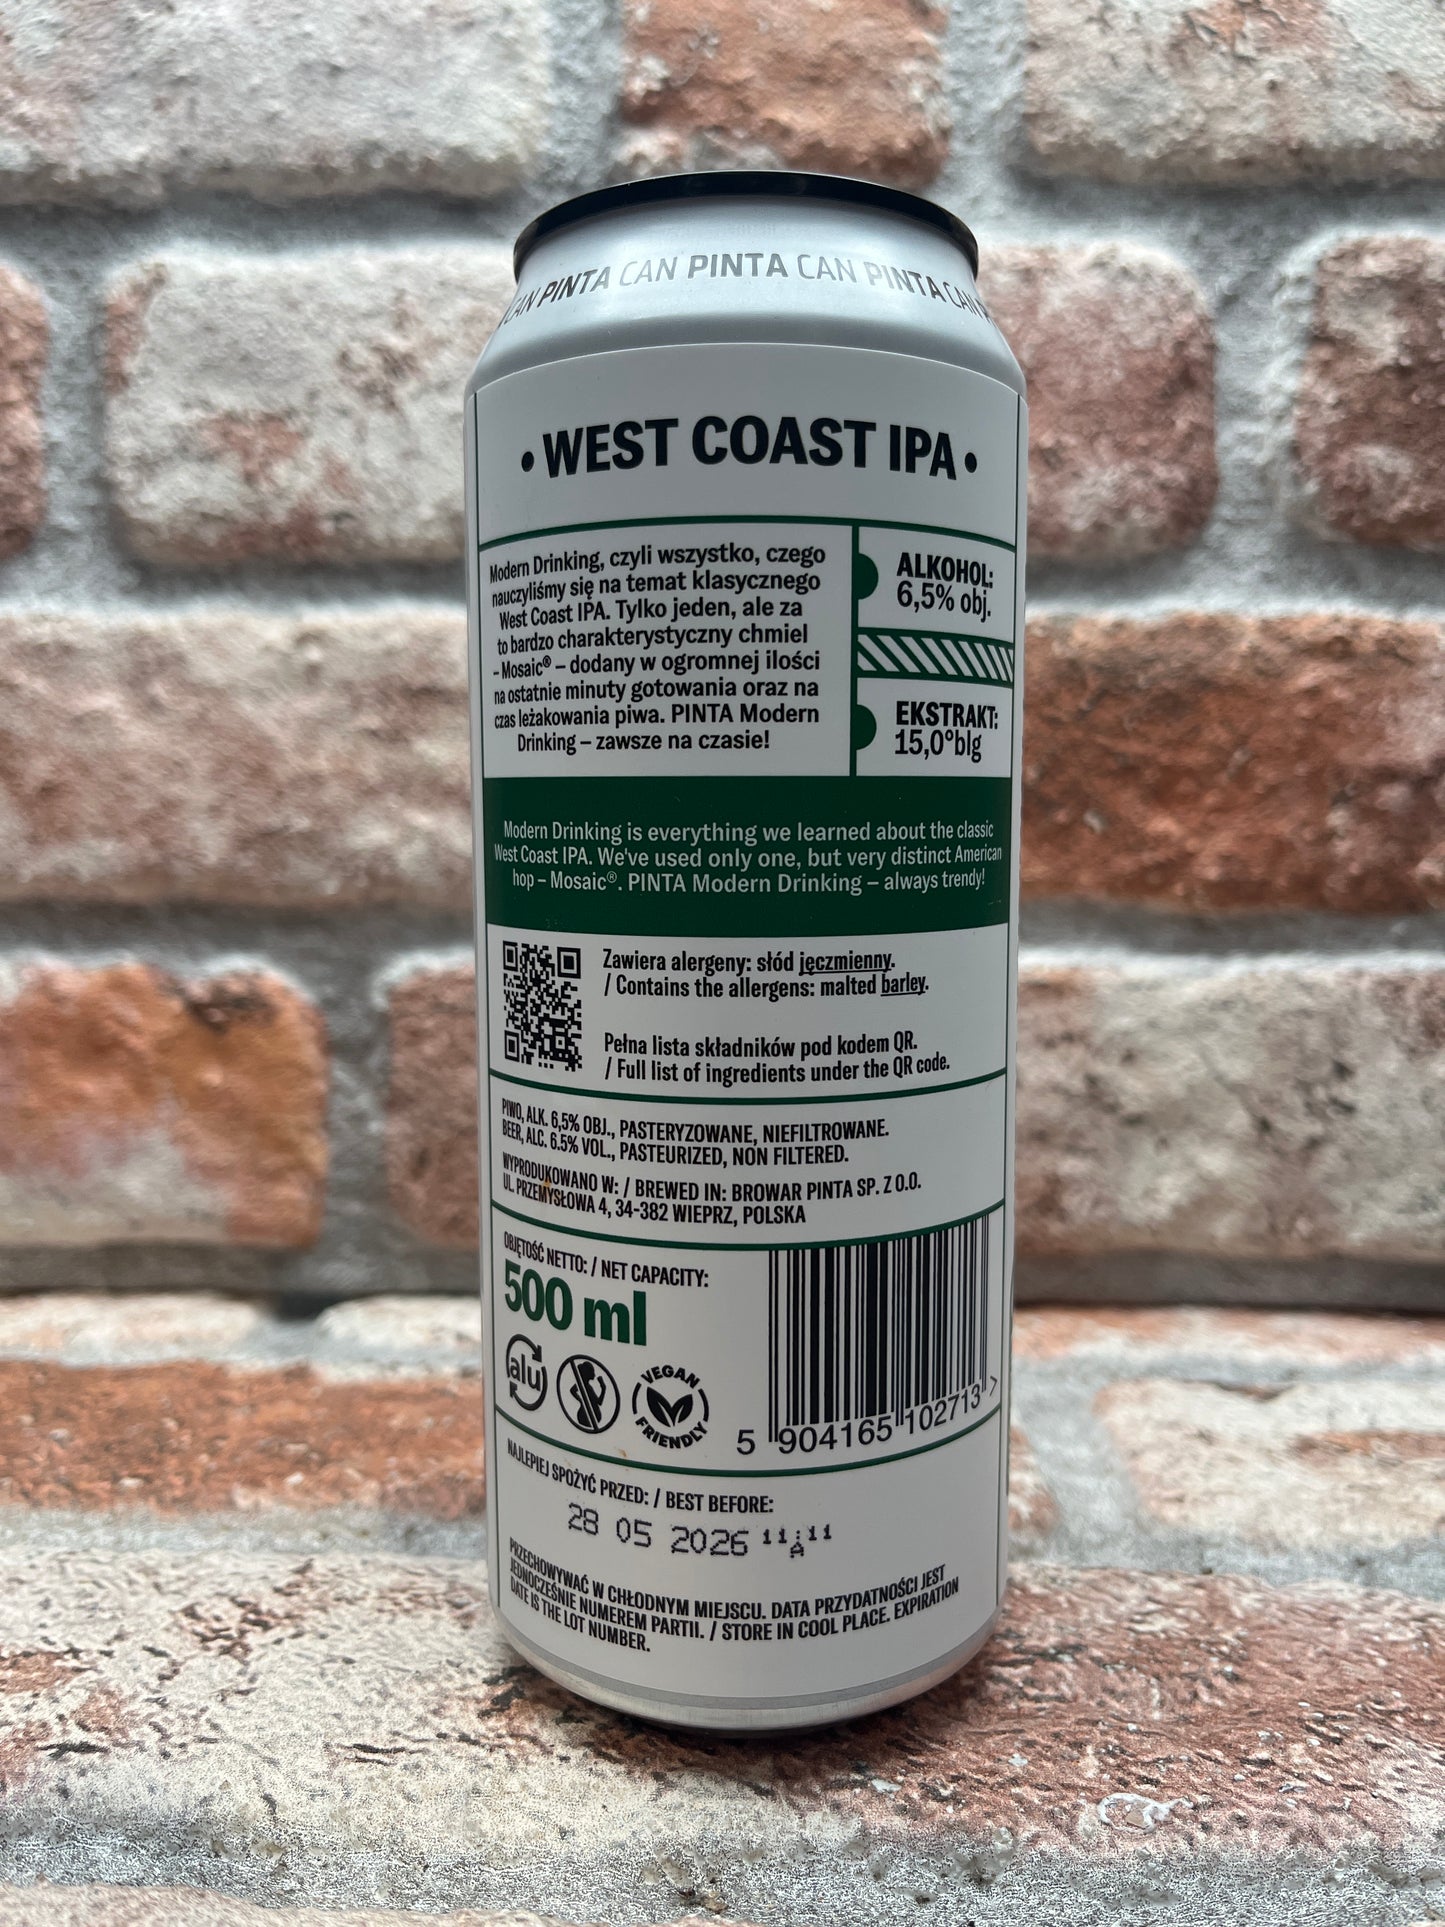 CAN PINTA CAN PINTA CAN PINTA CAN
• WEST COAST IPA •
Modern Drinking, czyli wszystko, czego
nauczyliśmy się na temat klasycznego
West Coast IPA. Tylko jeden, ale za
to bardzo charakterystyczny chmiel
– Mosaic® – dodany w ogromnej ilości
na ostatnie minuty gotowania oraz na
czas leżakowania piwa. PINTA Modern
Drinking – zawsze na czasie!
ALKOHOL:
6,5% obj.
EKSTRAKT:
15,0°blg
Modern Drinking is everything we learned about the classic
West Coast IPA. We've used only one, but very distinct American
hop – Mosaic®. PINTA Modern Drinking – always trendy!
Zawiera alergeny: słód jęczmienny.
/ Contains the allergens: malted barley.
Pełna lista składników pod kodem QR.
/ Full list of ingredients under the QR code.
PIWO, ALK. 6,5% OBJ., PASTERYZOWANE, NIEFILTROWANE.
BEER, ALC. 6.5% VOL., PASTEURIZED, NON FILTERED.
WYPRODUKOWANO W: / BREWED IN: BROWAR PINTA SP. Z O.O.
UL. PRZEMYSŁOWA 4, 34-382 WIEPRZ, POLSKA
OBJĘTOŚĆ NETTO: / NET CAPACITY:
500 ml
alu
VEGAN
FRIENDLY
5 904165 102713 >
NAJLEPIEJ SPOŻYĆ PRZED: / BEST BEFORE:
28 05 2026 11:11
A
PRZECHOWYWAĆ W CHŁODNYM MIEJSCU. DATA PRZYDATNOŚCI JEST
JEDNOCZEŚNIE NUMEREM PARTII. / STORE IN COOL PLACE. EXPIRATION
DATE IS THE LOT NUMBER.